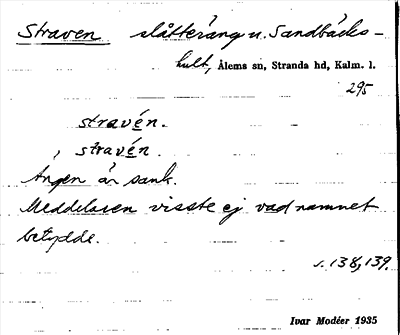 Straven slåtteräng u. Sandbäcks-
hult, Ålems sn, Stranda hd, Kalm. l.
295
stravén.
, stravén.
Ängen är sank.
Meddelaren visste ej vad namnet
betydde.
s. 138, 139.
Ivar Modéer 1935